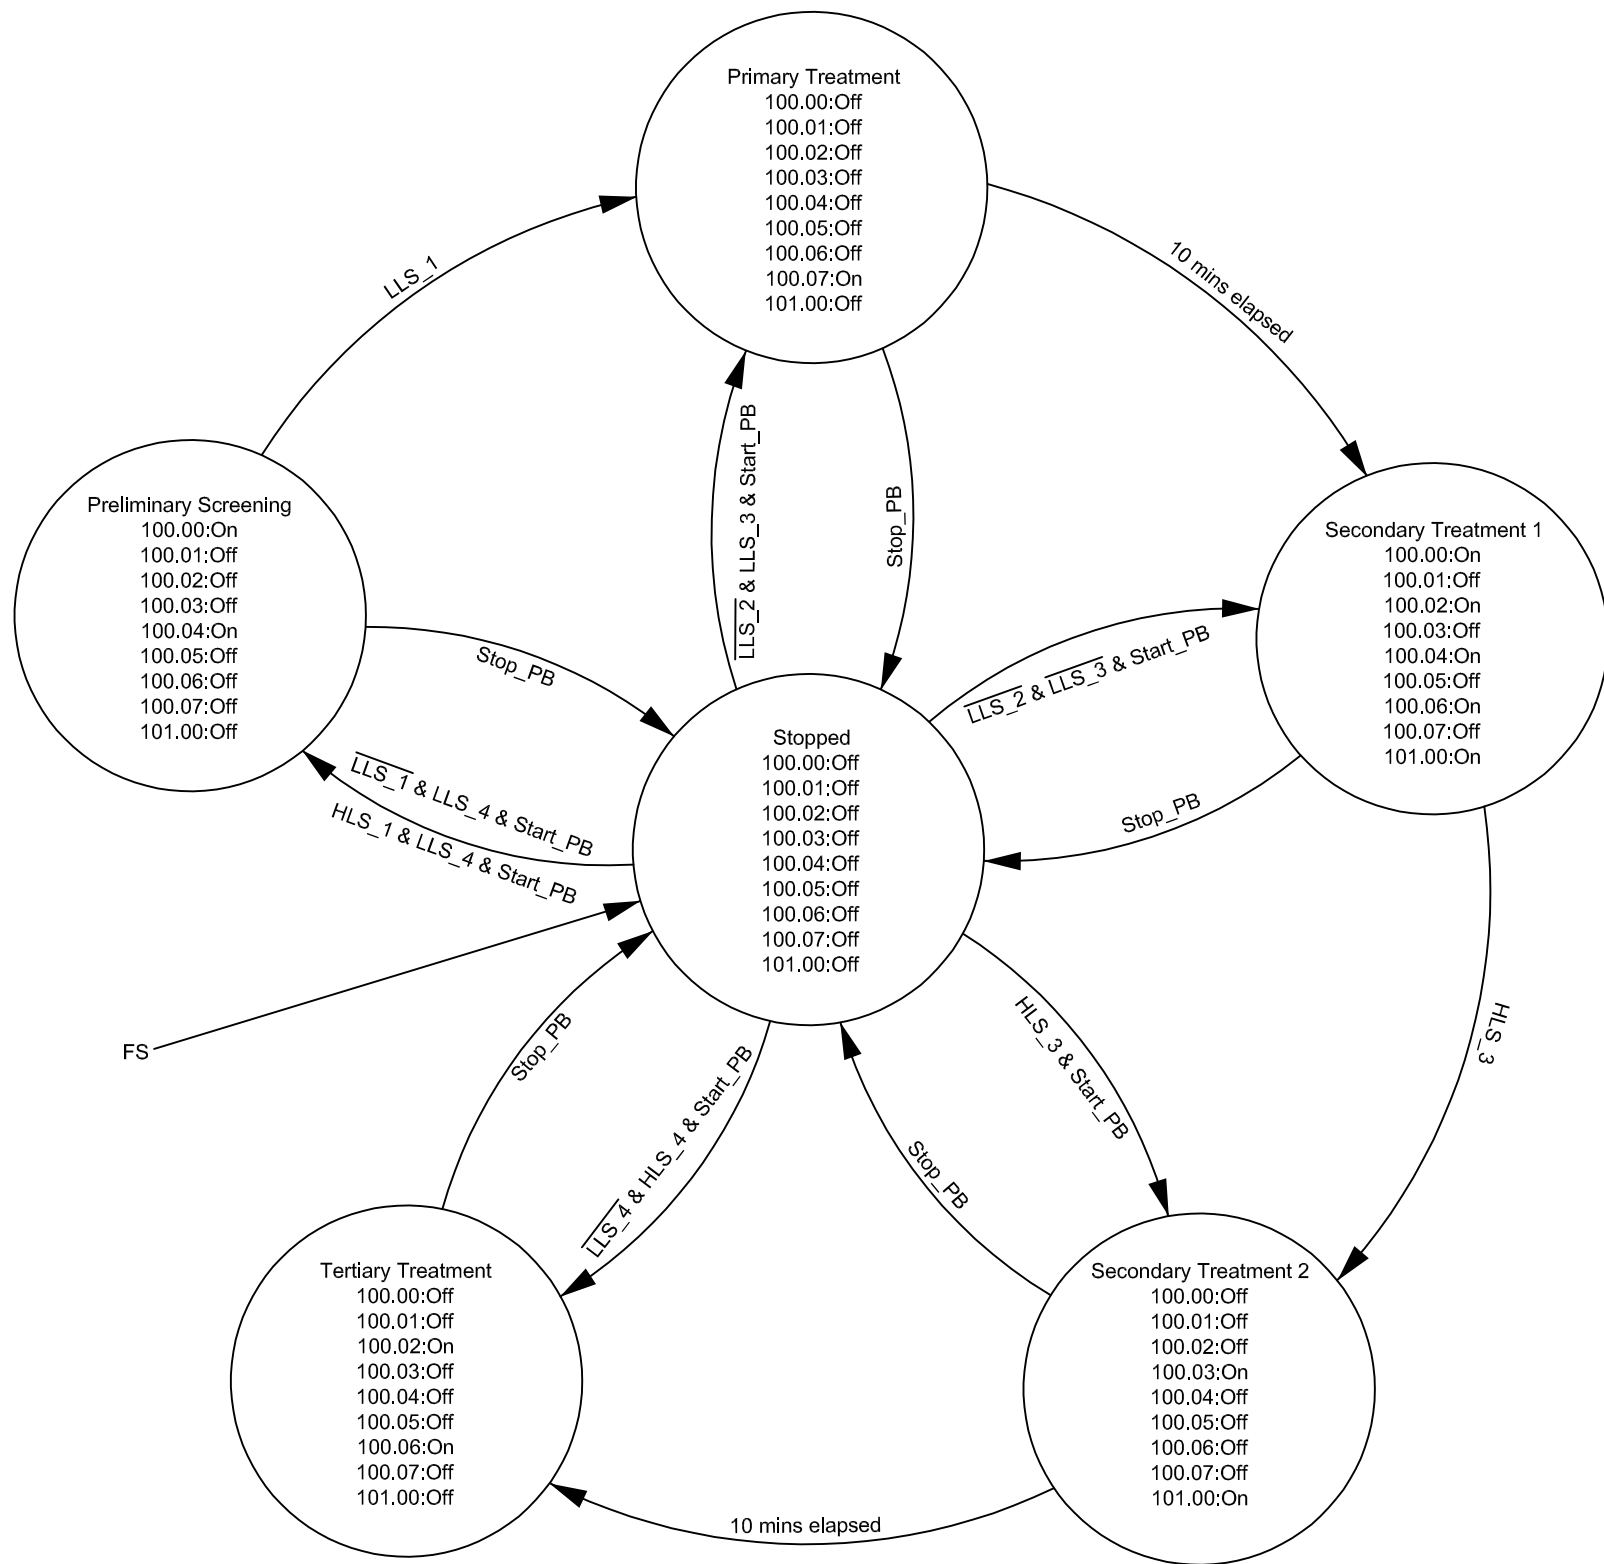 Primary Treatment
100.00:Off
100.01:Off
100.02:Off
100.03:Off
100.04:Off
100.05:Off
100.06:Off
100.07:On
101.00:Off
LLS_1
10 mins elapsed
L̅L̅S̅_̅2̅ & LLS_3 & Start_PB
Stop_PB
Preliminary Screening
100.00:On
100.01:Off
100.02:Off
100.03:Off
100.04:On
100.05:Off
100.06:Off
100.07:Off
101.00:Off
Stop_PB
L̅L̅S̅_̅1̅ & LLS_4 & Start_PB
HLS_1 & LLS_4 & Start_PB
Secondary Treatment 1
100.00:On
100.01:Off
100.02:On
100.03:Off
100.04:On
100.05:Off
100.06:On
100.07:Off
101.00:On
L̅L̅S̅_̅2̅ & L̅L̅S̅_̅3̅ & Start_PB
Stop_PB
Stopped
100.00:Off
100.01:Off
100.02:Off
100.03:Off
100.04:Off
100.05:Off
100.06:Off
100.07:Off
101.00:Off
FS
Stop_PB
L̅L̅S̅_̅4̅ & HLS_4 & Start_PB
Stop_PB
HLS_3 & Start_PB
HLS_3
Tertiary Treatment
100.00:Off
100.01:Off
100.02:On
100.03:Off
100.04:Off
100.05:Off
100.06:On
100.07:Off
101.00:Off
Secondary Treatment 2
100.00:Off
100.01:Off
100.02:Off
100.03:On
100.04:Off
100.05:Off
100.06:Off
100.07:Off
101.00:On
10 mins elapsed